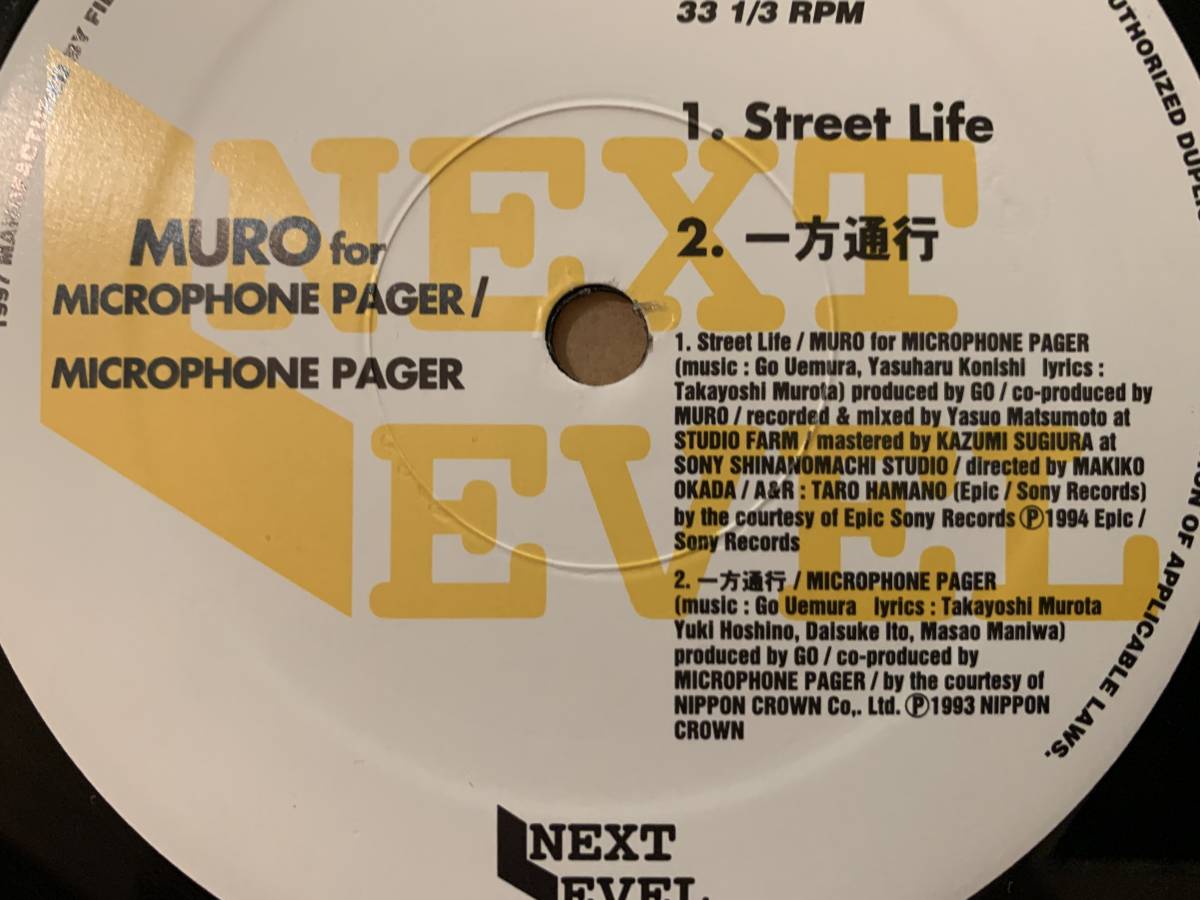 33 1/3 RPM
1. Street Life
2. 一方通行
MURO for
MICROPHONE PAGER /
MICROPHONE PAGER
NEXT
LEVEL
1. Street Life / MURO for MICROPHONE PAGER
(music : Go Uemura, Yasuharu Konishi lyrics :
Takayoshi Murota) produced by GO / co-produced by
MURO / recorded & mixed by Yasuo Matsumoto at
STUDIO FARM / mastered by KAZUMI SUGIURA at
SONY SHINANOMACHI STUDIO / directed by MAKIKO
OKADA / A&R : TARO HAMANO (Epic / Sony Records)
by the courtesy of Epic Sony Records Ⓟ1994 Epic /
Sony Records
2. 一方通行 / MICROPHONE PAGER
(music : Go Uemura lyrics : Takayoshi Murota
Yuki Hoshino, Daisuke Ito, Masao Maniwa)
produced by GO / co-produced by
MICROPHONE PAGER / by the courtesy of
NIPPON CROWN Co,. Ltd. Ⓟ1993 NIPPON
CROWN
NEXT
LEVEL
1997 MANUFACTURED BY
OF APPLICABLE LAWS.